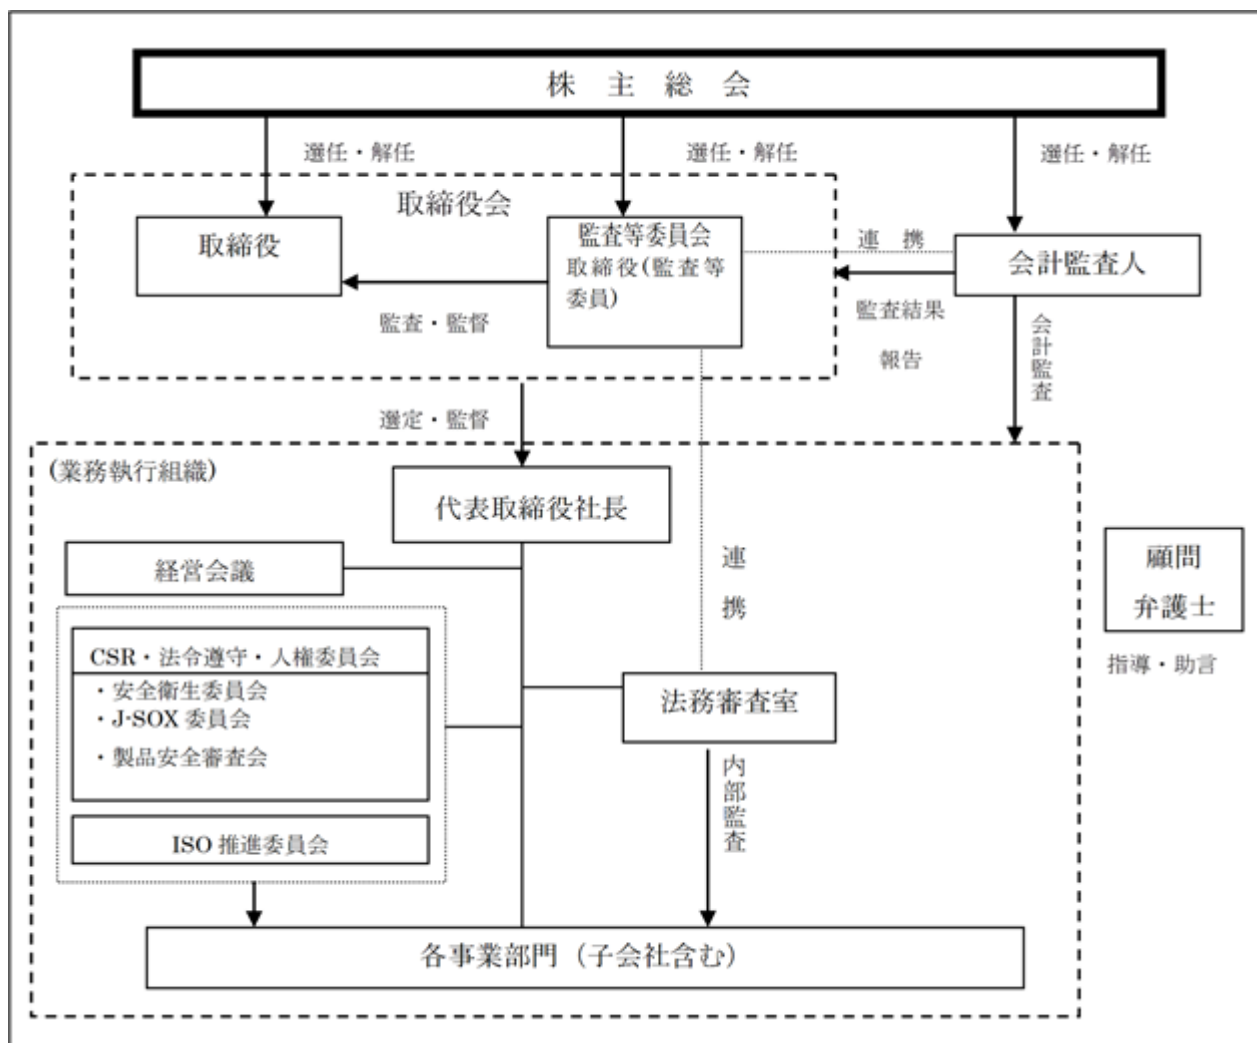 株 主 総 会
選任・解任
選任・解任
選任・解任
取締役会
取締役
監査等委員会
取締役(監査等
委員)
連 携
会計監査人
監査・監督
監査結果
報告
会計監査
選定・監督
(業務執行組織)
代表取締役社長
経営会議
連
携
顧問
弁護士
指導・助言
CSR・法令遵守・人権委員会
・安全衛生委員会
・J-SOX 委員会
・製品安全審査会
法務審査室
内部監査
ISO 推進委員会
各事業部門（子会社含む）